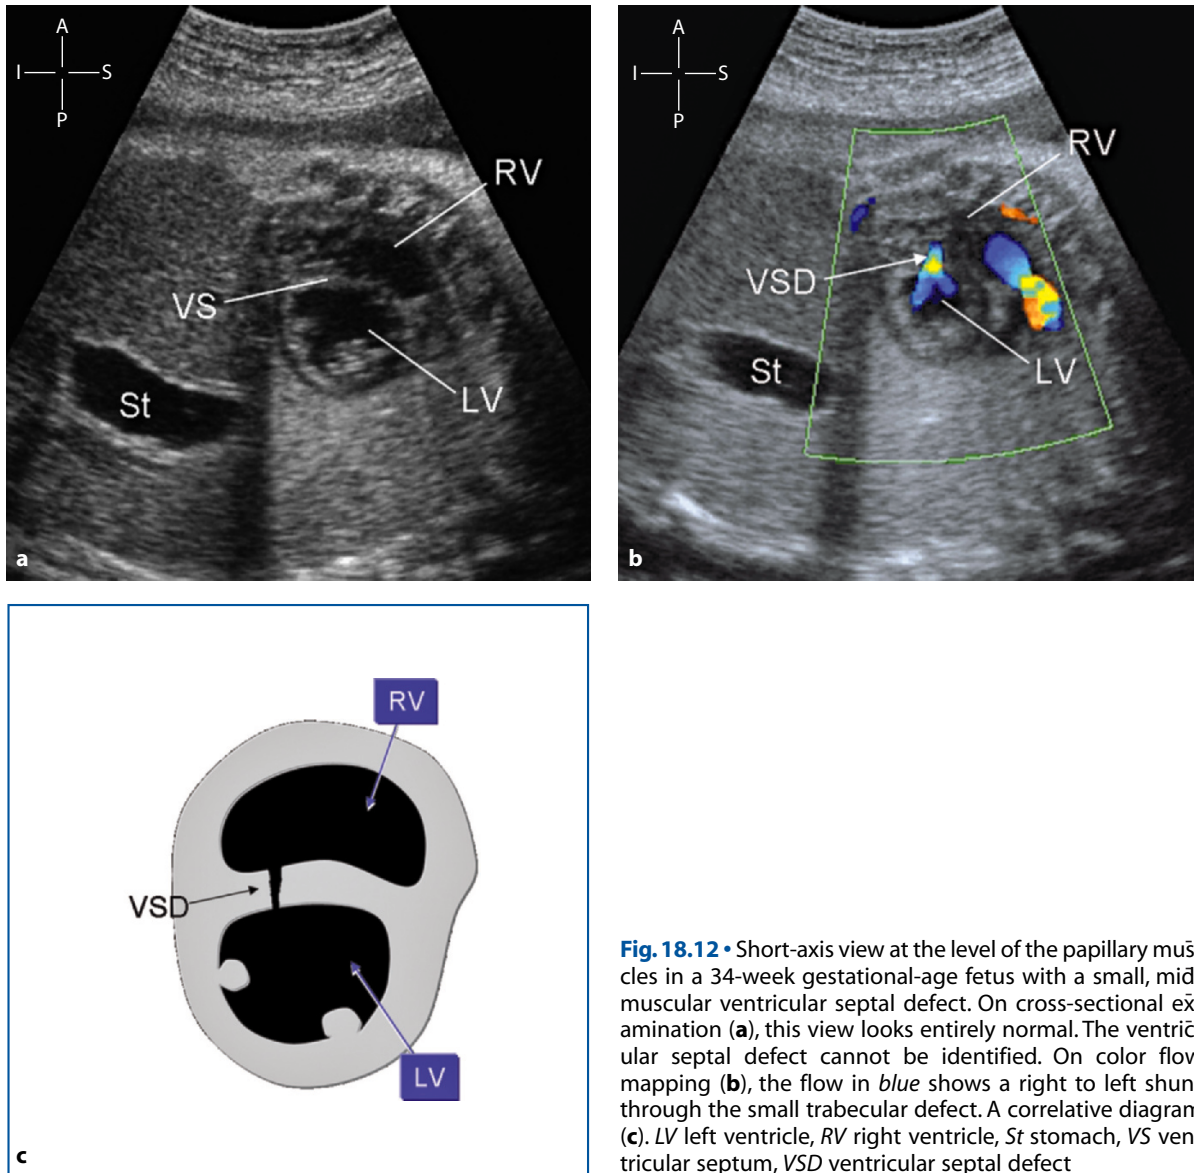 A
I
S
P
RV
VS
LV
St
a
A
I
S
P
RV
VSD
LV
St
b
RV
VSD
LV
c
Fig. 18.12 • Short-axis view at the level of the papillary mus-
cles in a 34-week gestational-age fetus with a small, mid
muscular ventricular septal defect. On cross-sectional ex-
amination (a), this view looks entirely normal. The ventric-
ular septal defect cannot be identified. On color flow
mapping (b), the flow in blue shows a right to left shun
through the small trabecular defect. A correlative diagram
(c). LV left ventricle, RV right ventricle, St stomach, VS ven
tricular septum, VSD ventricular septal defect